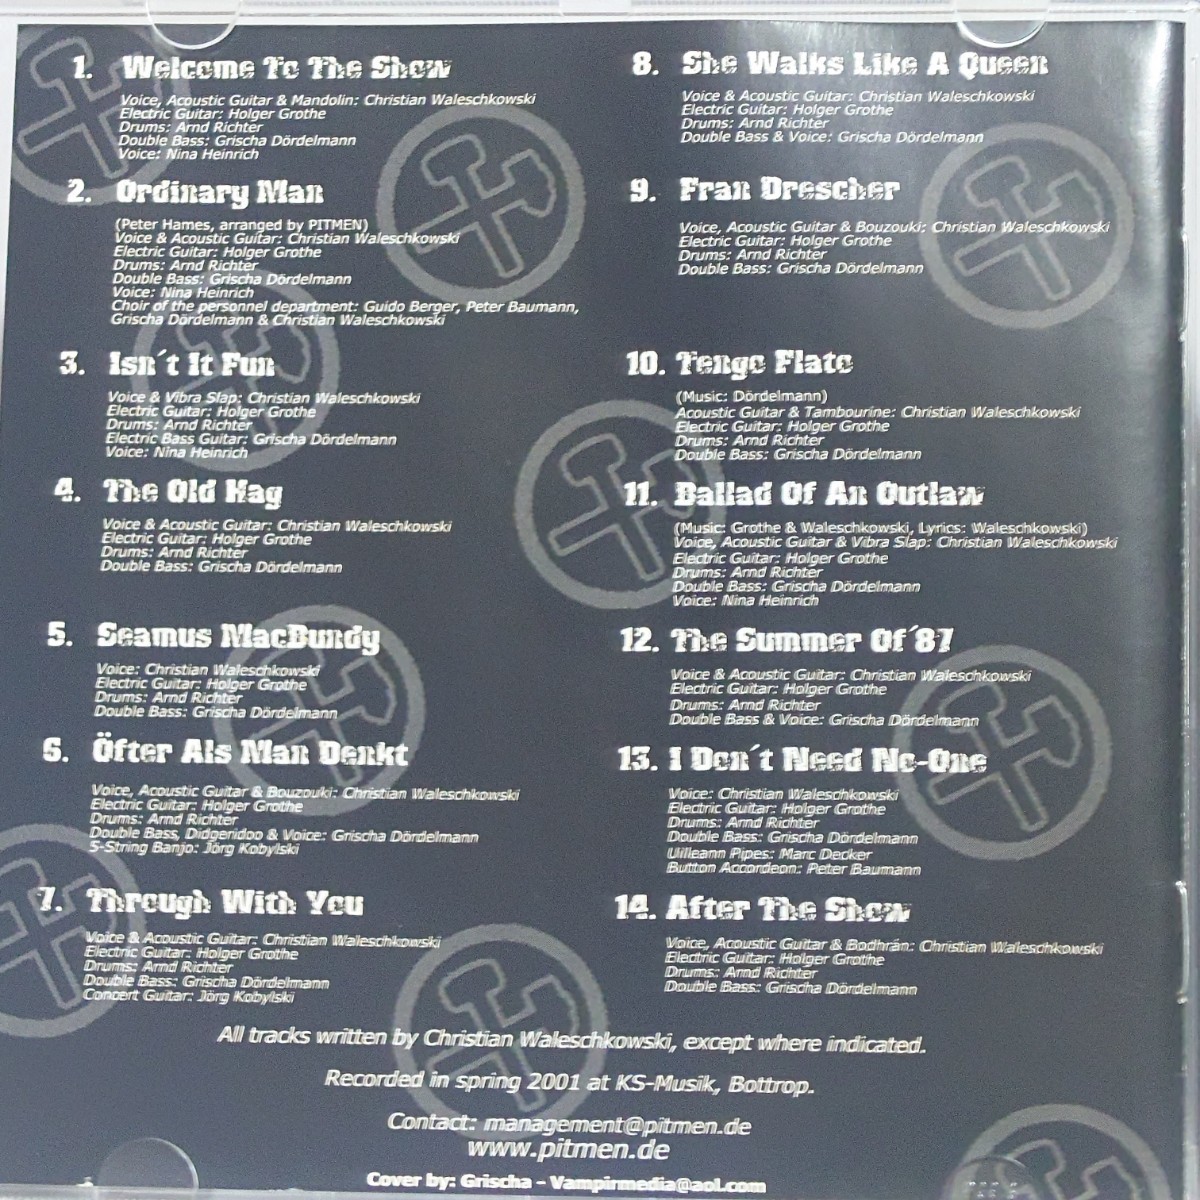 1. Welcome To The Show
Voice, Acoustic Guitar & Mandolin: Christian Waleschkowski
Electric Guitar: Holger Grothe
Drums: Arnd Richter
Double Bass: Grischa Dördelmann
Voice: Nina Heinrich
2. Ordinary Man
(Peter Hames, arranged by PITMEN)
Voice & Acoustic Guitar: Christian Waleschkowski
Electric Guitar: Holger Grothe
Drums: Arnd Richter
Double Bass: Grischa Dördelmann
Voice: Nina Heinrich
Choir of the personnel department: Guido Berger, Peter Baumann,
Grischa Dördelmann & Christian Waleschkowski
3. Isn´t It Fun
Voice & Vibra Slap: Christian Waleschkowski
Electric Guitar: Holger Grothe
Drums: Arnd Richter
Electric Bass Guitar: Grischa Dördelmann
Voice: Nina Heinrich
4. The Old Hag
Voice & Acoustic Guitar: Christian Waleschkowski
Electric Guitar: Holger Grothe
Drums: Arnd Richter
Double Bass: Grischa Dördelmann
5. Seamus MacBundy
Voice: Christian Waleschkowski
Electric Guitar: Holger Grothe
Drums: Arnd Richter
Double Bass: Grischa Dördelmann
6. Öfter Als Man Denkt
Voice, Acoustic Guitar & Bouzouki: Christian Waleschkowski
Electric Guitar: Holger Grothe
Drums: Arnd Richter
Double Bass, Didgeridoo & Voice: Grischa Dördelmann
5-String Banjo: Jörg Kobylski
7. Through With You
Voice & Acoustic Guitar: Christian Waleschkowski
Electric Guitar: Holger Grothe
Drums: Arnd Richter
Double Bass: Grischa Dördelmann
Concert Guitar: Jörg Kobylski
8. She Walks Like A Queen
Voice & Acoustic Guitar: Christian Waleschkowski
Electric Guitar: Holger Grothe
Drums: Arnd Richter
Double Bass & Voice: Grischa Dördelmann
9. Fran Drescher
Voice, Acoustic Guitar & Bouzouki: Christian Waleschkowski
Electric Guitar: Holger Grothe
Drums: Arnd Richter
Double Bass: Grischa Dördelmann
10. Tengo Flato
(Music: Dördelmann)
Acoustic Guitar & Tambourine: Christian Waleschkowski
Electric Guitar: Holger Grothe
Drums: Arnd Richter
Double Bass: Grischa Dördelmann
11. Ballad Of An Outlaw
(Music: Grothe & Waleschkowski, Lyrics: Waleschkowski)
Voice, Acoustic Guitar & Vibra Slap: Christian Waleschkowski
Electric Guitar: Holger Grothe
Drums: Arnd Richter
Double Bass: Grischa Dördelmann
Voice: Nina Heinrich
12. The Summer Of´87
Voice & Acoustic Guitar: Christian Waleschkowski
Electric Guitar: Holger Grothe
Drums: Arnd Richter
Double Bass & Voice: Grischa Dördelmann
13. I Don´t Need No-One
Voice: Christian Waleschkowski
Electric Guitar: Holger Grothe
Drums: Arnd Richter
Double Bass: Grischa Dördelmann
Uilleann Pipes: Marc Decker
Button Accordeon: Peter Baumann
14. After The Show
Voice, Acoustic Guitar & Bodhrán: Christian Waleschkowski
Electric Guitar: Holger Grothe
Drums: Arnd Richter
Double Bass: Grischa Dördelmann
All tracks written by Christian Waleschkowski, except where indicated.
Recorded in spring 2001 at KS-Musik, Bottrop.
Contact: management@pitmen.de
www.pitmen.de
Cover by: Grischa - Vampirmedia@aol.com